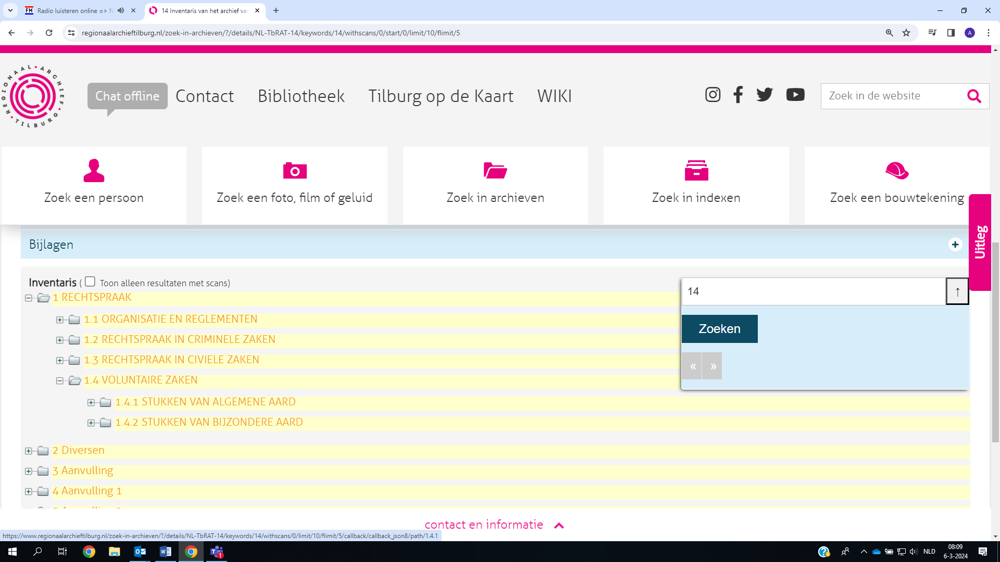 Radio luisteren online => N
14 Inventaris van het archief va
regionaalarchieftilburg.nl/zoek-in-archieven/?/details/NL-TbRAT-14/keywords/14/withscans/0/start/0/limit/10/flimit/5
A
REGIONAAL ARCHIEF TILBURG
Chat offline
Contact
Bibliotheek
Tilburg op de Kaart
WIKI
Zoek in de website
Zoek een persoon
Zoek een foto, film of geluid
Zoek in archieven
Zoek in indexen
Zoek een bouwtekening
Uitleg
Bijlagen
Inventaris ( Toon alleen resultaten met scans)
14
↑
1 RECHTSPRAAK
1.1 ORGANISATIE EN REGLEMENTEN
Zoeken
1.2 RECHTSPRAAK IN CRIMINELE ZAKEN
1.3 RECHTSPRAAK IN CIVIELE ZAKEN
« »
1.4 VOLUNTAIRE ZAKEN
1.4.1 STUKKEN VAN ALGEMENE AARD
1.4.2 STUKKEN VAN BIJZONDERE AARD
2 Diversen
3 Aanvulling
4 Aanvulling 1
contact en informatie
https://www.regionaalarchieftilburg.nl/zoek-in-archieven/?/details/NL-TbRAT-14/keywords/14/withscans/0/limit/10/flimit/5/callback/callback_json8/path/1.4.1
NLD
08:09
6-3-2024